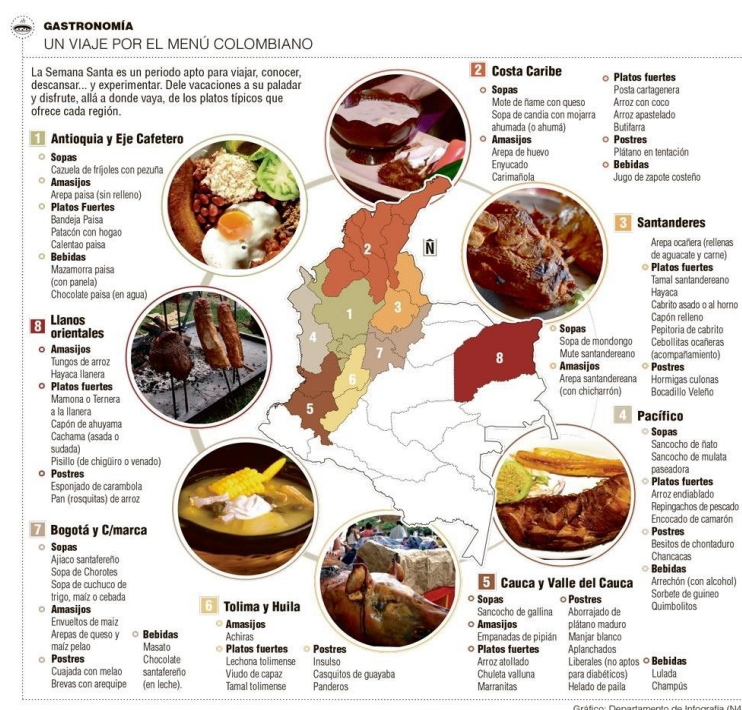 GASTRONOMÍA
UN VIAJE POR EL MENÚ COLOMBIANO
La Semana Santa es un periodo apto para viajar, conocer,
descansar... y experimentar. Dele vacaciones a su paladar
y disfrute, allá a donde vaya, de los platos típicos que
ofrece cada región.
1 Antioquia y Eje Cafetero
Sopas
Cazuela de fríjoles con pezuña
Amasijos
Arepa paisa (sin relleno)
Platos Fuertes
Bandeja Paisa
Patacón con hogao
Calentao paisa
Bebidas
Mazamorra paisa
(con panela)
Chocolate paisa (en agua)
2 Costa Caribe
Sopas
Mote de ñame con queso
Sopa de candia con mojarra
ahumada (o ahumá)
Amasijos
Arepa de huevo
Enyucado
Carimañola
Platos fuertes
Posta cartagenera
Arroz con coco
Arroz apastelado
Butifarra
Postres
Plátano en tentación
Bebidas
Jugo de zapote costeño
3 Santanderes
Sopas
Sopa de mondongo
Mute santandereano
Amasijos
Arepa santandereana
(con chicharrón)
Arepa ocañera (rellenas
de aguacate y carne)
Platos fuertes
Tamal santandereano
Hayaca
Cabrito asado o al horno
Capón relleno
Pepitoria de cabrito
Cebollitas ocañeras
(acompañamiento)
Postres
Hormigas culonas
Bocadillo Veleño
4 Pacífico
Sopas
Sancocho de ñato
Sancocho de mulata
paseadora
Platos fuertes
Arroz endiablado
Repingachos de pescado
Encocado de camarón
Postres
Besitos de chontaduro
Chancacas
Bebidas
Arrechón (con alcohol)
Sorbete de guineo
Quimbolitos
5 Cauca y Valle del Cauca
Sopas
Sancocho de gallina
Amasijos
Empanadas de pipián
Platos fuertes
Arroz atollado
Chuleta valluna
Marranitas
Postres
Aborrajado de
plátano maduro
Manjar blanco
Aplanchados
Liberales (no aptos
para diabéticos)
Helado de paila
Bebidas
Lulada
Champús
6 Tolima y Huila
Amasijos
Achiras
Platos fuertes
Lechona tolimense
Viudo de capaz
Tamal tolimense
Postres
Insulso
Casquitos de guayaba
Panderos
7 Bogotá y C/marca
Sopas
Ajiaco santafereño
Sopa de Chorotes
Sopa de cuchuco de
trigo, maíz o cebada
Amasijos
Envueltos de maíz
Arepas de queso y
maíz pelao
Postres
Cuajada con melao
Brevas con arequipe
Bebidas
Masato
Chocolate
santafereño
(en leche).
8 Llanos
orientales
Amasijos
Tungos de arroz
Hayaca llanera
Platos fuertes
Mamona o Ternera
a la llanera
Capón de ahuyama
Cachama (asada o
sudada)
Pisillo (de chigüiro o venado)
Postres
Esponjado de carambola
Pan (rosquitas) de arroz
N
2
1
3
4
7
6
5
8
Gráfico: Departamento de Infografía (N4